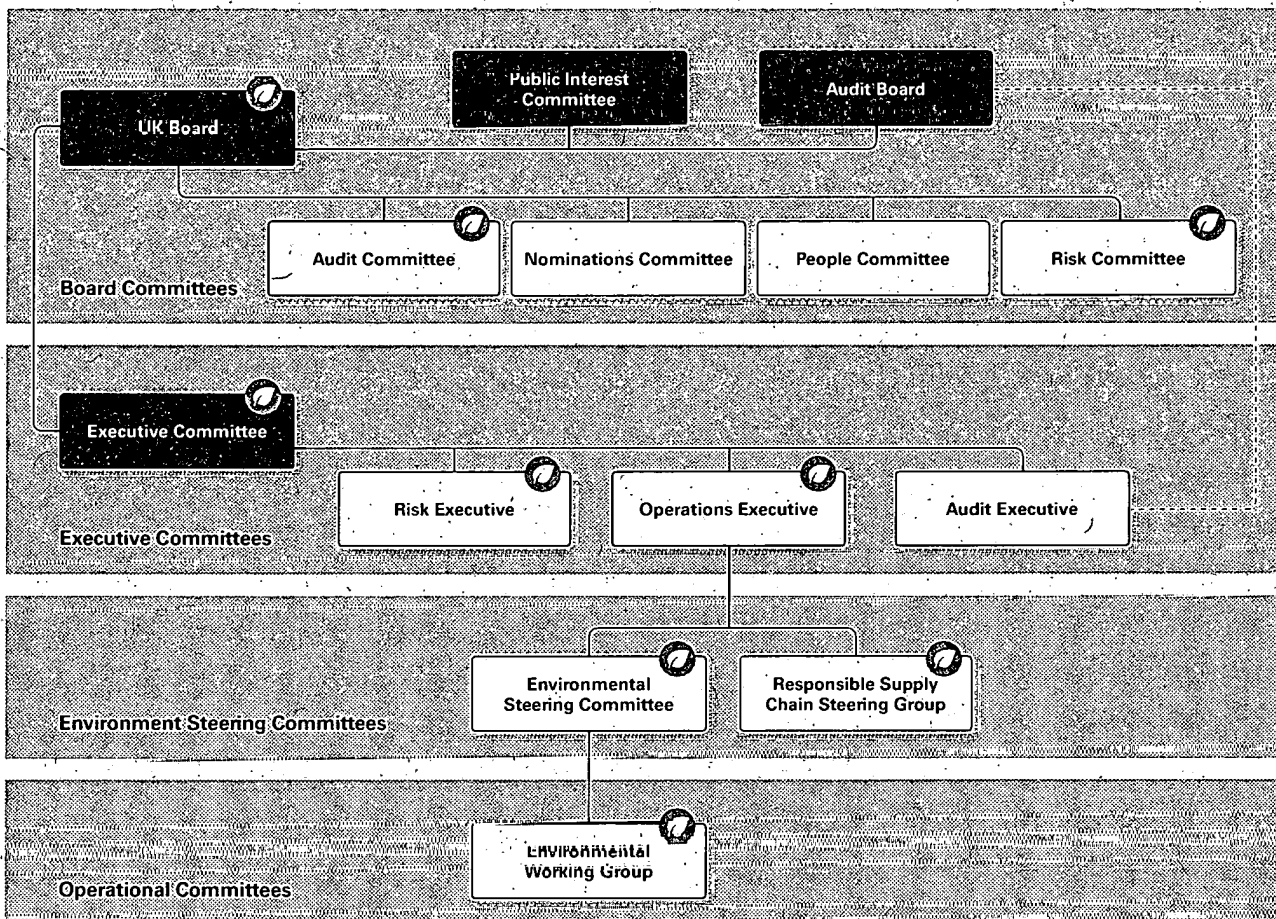 Public Interest
Committee
Audit Board
UK Board
Audit Committee
Nominations Committee
People Committee
Risk Committee
Board Committees
Executive Committee
Risk Executive
Operations Executive
Audit Executive
Executive Committees
Environmental
Steering Committee
Responsible Supply
Chain Steering Group
Environment Steering Committees
Environmental
Working Group
Operational Committees